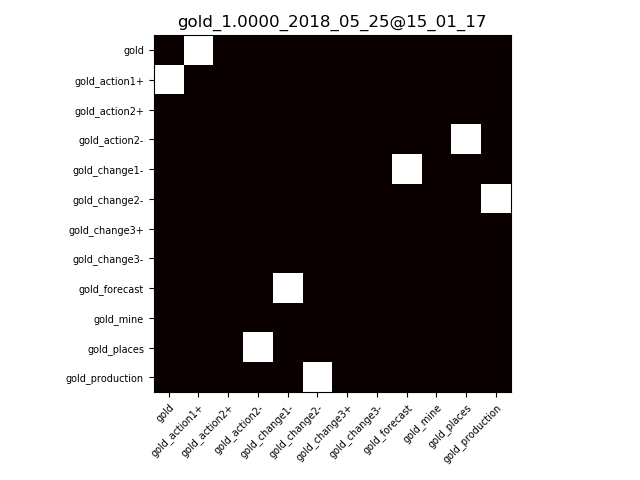 gold_1.0000_2018_05_25@15_01_17
gold
gold_action1+
gold_action2+
gold_action2-
gold_change1-
gold_change2-
gold_change3+
gold_change3-
gold_forecast
gold_mine
gold_places
gold_production
gold
gold_action1+
gold_action2+
gold_action2-
gold_change1-
gold_change2-
gold_change3+
gold_change3-
gold_forecast
gold_mine
gold_places
gold_production